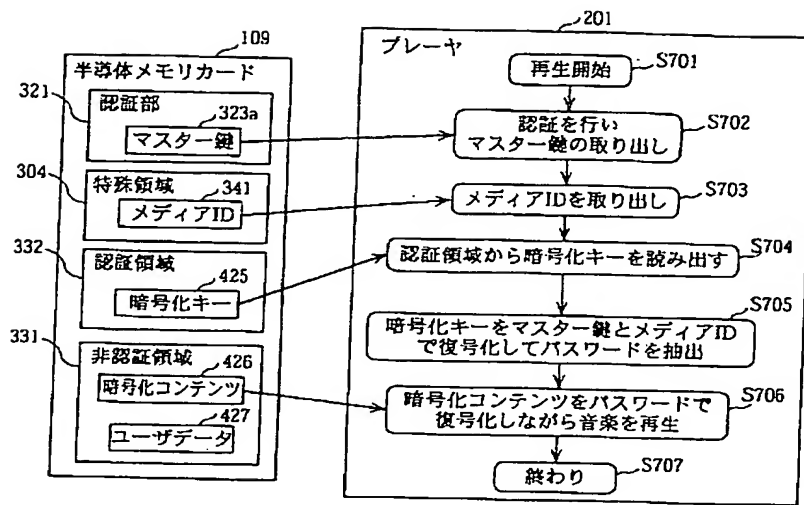 109
半導体メモリカード
321
認証部
323a
マスター鍵
304
特殊領域
341
メディアID
332
認証領域
425
暗号化キー
331
非認証領域
426
暗号化コンテンツ
427
ユーザデータ
201
プレーヤ
再生開始
S701
認証を行い
マスター鍵の取り出し
S702
メディアIDを取り出し
S703
認証領域から暗号化キーを読み出す
S704
暗号化キーをマスター鍵とメディアID
で復号化してパスワードを抽出
S705
暗号化コンテンツをパスワードで
復号化しながら音楽を再生
S706
終わり
S707